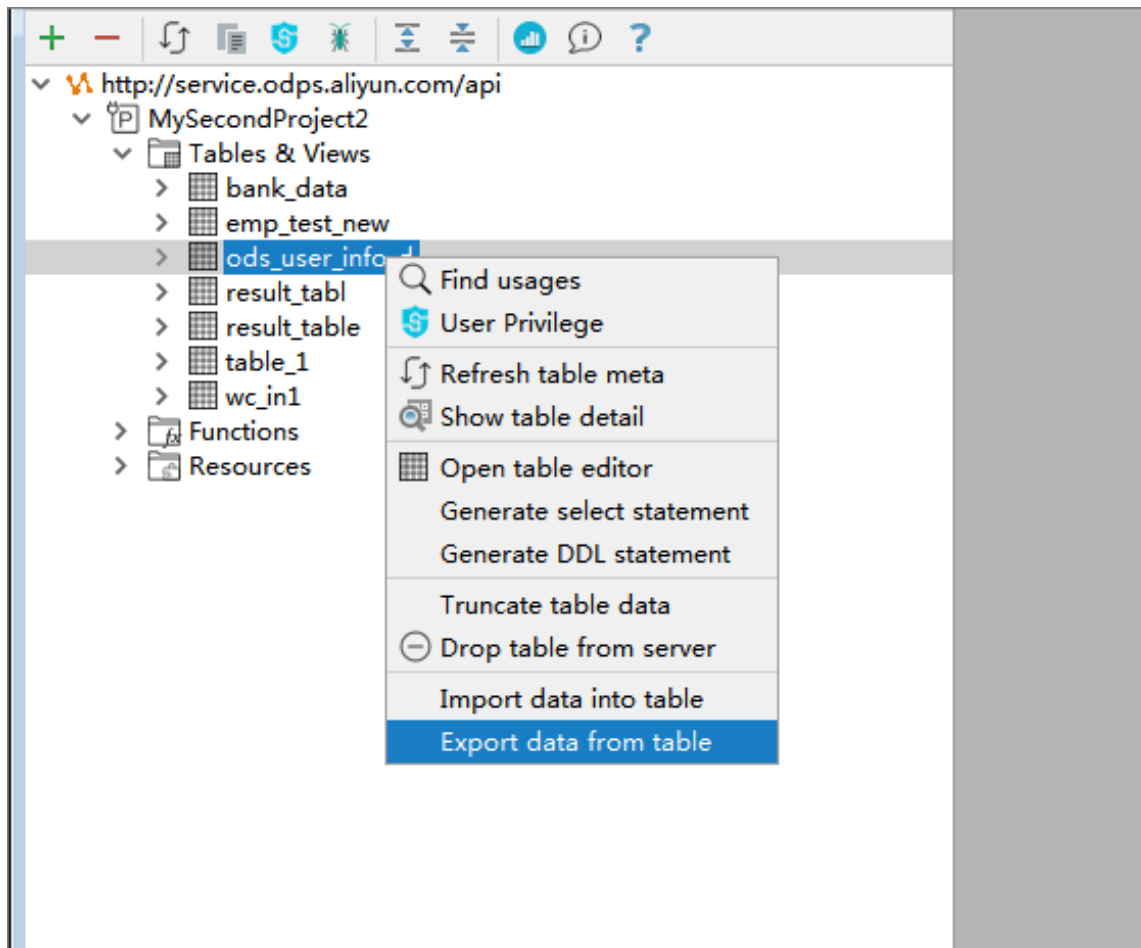 http://service.odps.aliyun.com/api
MySecondProject2
Tables & Views
bank_data
emp_test_new
ods_user_info_d
result_tabl
result_table
table_1
wc_in1
Functions
Resources
Find usages
User Privilege
Refresh table meta
Show table detail
Open table editor
Generate select statement
Generate DDL statement
Truncate table data
Drop table from server
Import data into table
Export data from table